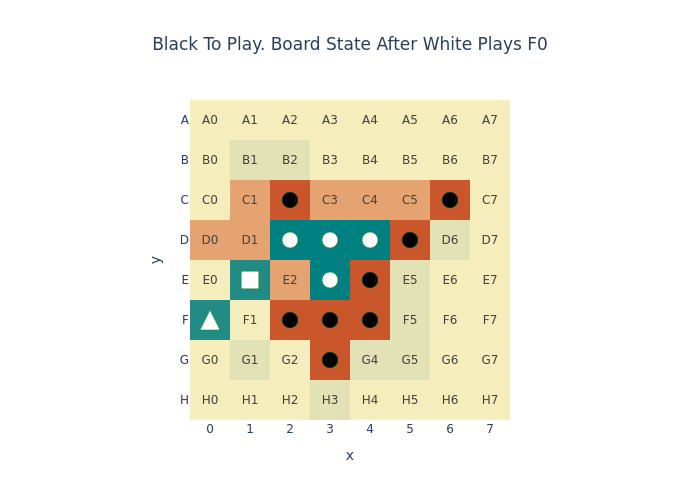 Black To Play. Board State After White Plays F0
A A0 A1 A2 A3 A4 A5 A6 A7
B B0 B1 B2 B3 B4 B5 B6 B7
C C0 C1 C3 C4 C5 C7
D D0 D1 D6 D7
y
E E0 E2 E5 E6 E7
F F1 F5 F6 F7
G G0 G1 G2 G4 G5 G6 G7
H H0 H1 H2 H3 H4 H5 H6 H7
0 1 2 3 4 5 6 7
x